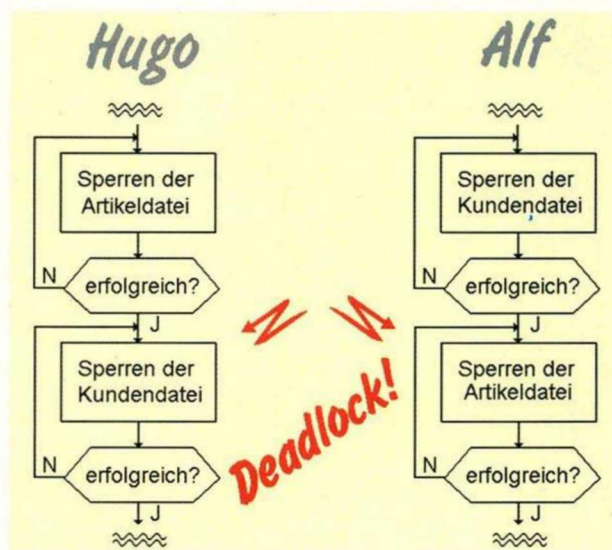 Hugo
Sperren der
Artikeldatei
N
erfolgreich?
J
Sperren der
Kundendatei
N
erfolgreich?
J
Alf
Sperren der
Kundendatei
N
erfolgreich?
J
Sperren der
Artikeldatei
N
erfolgreich?
J
Deadlock!